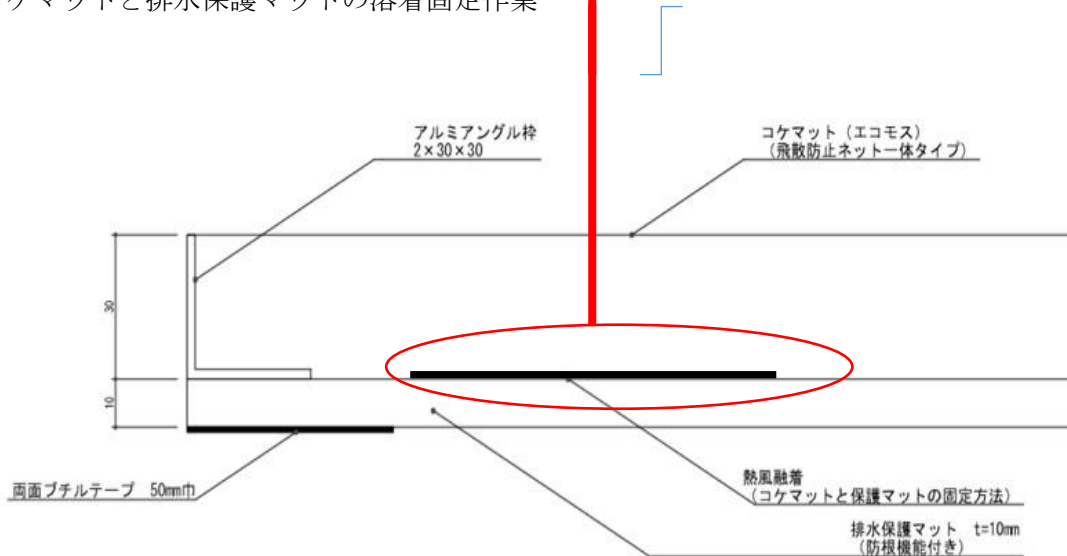 ケマットと排水保護マットの溶着固定作業
アルミアングル枠
2×30×30
コケマット（エコモス）
（飛散防止ネット一体タイプ）
30
10
両面ブチルテープ 50mm巾
熱風融着
（コケマットと保護マットの固定方法）
排水保護マット t=10mm
（防根機能付き）